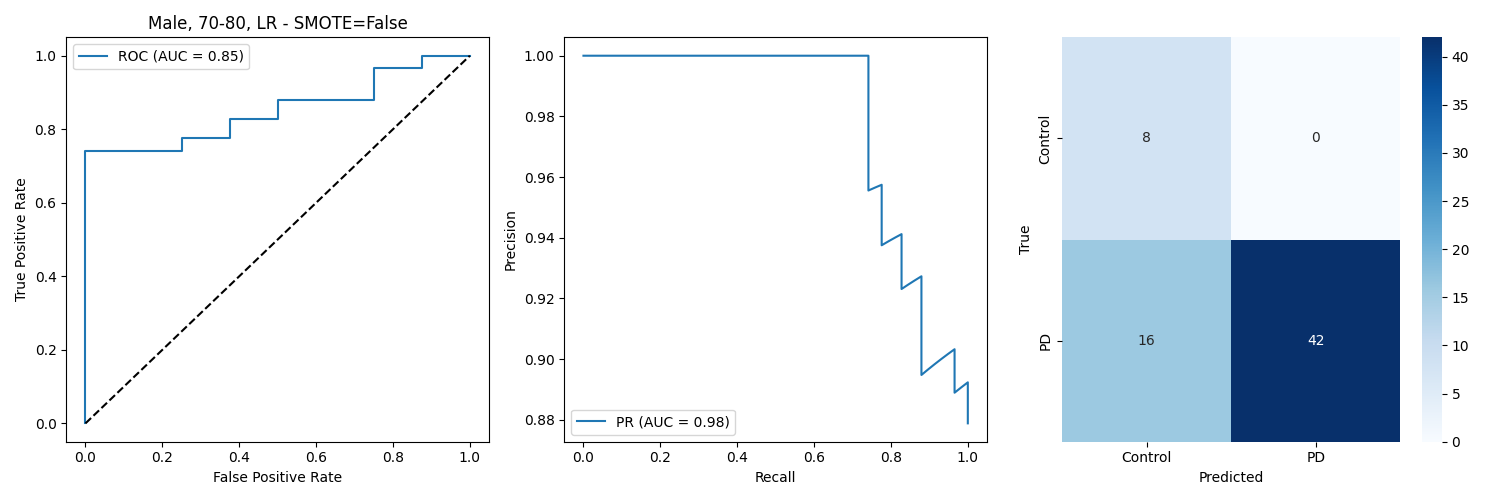 Male, 70-80, LR - SMOTE=False
ROC (AUC = 0.85)
True Positive Rate
1.0
0.8
0.6
0.4
0.2
0.0
0.0 0.2 0.4 0.6 0.8 1.0
False Positive Rate
Precision
1.00
0.98
0.96
0.94
0.92
0.90
0.88
PR (AUC = 0.98)
0.0 0.2 0.4 0.6 0.8 1.0
Recall
True
Control
PD
8 0
16 42
Control PD
Predicted
40
35
30
25
20
15
10
5
0